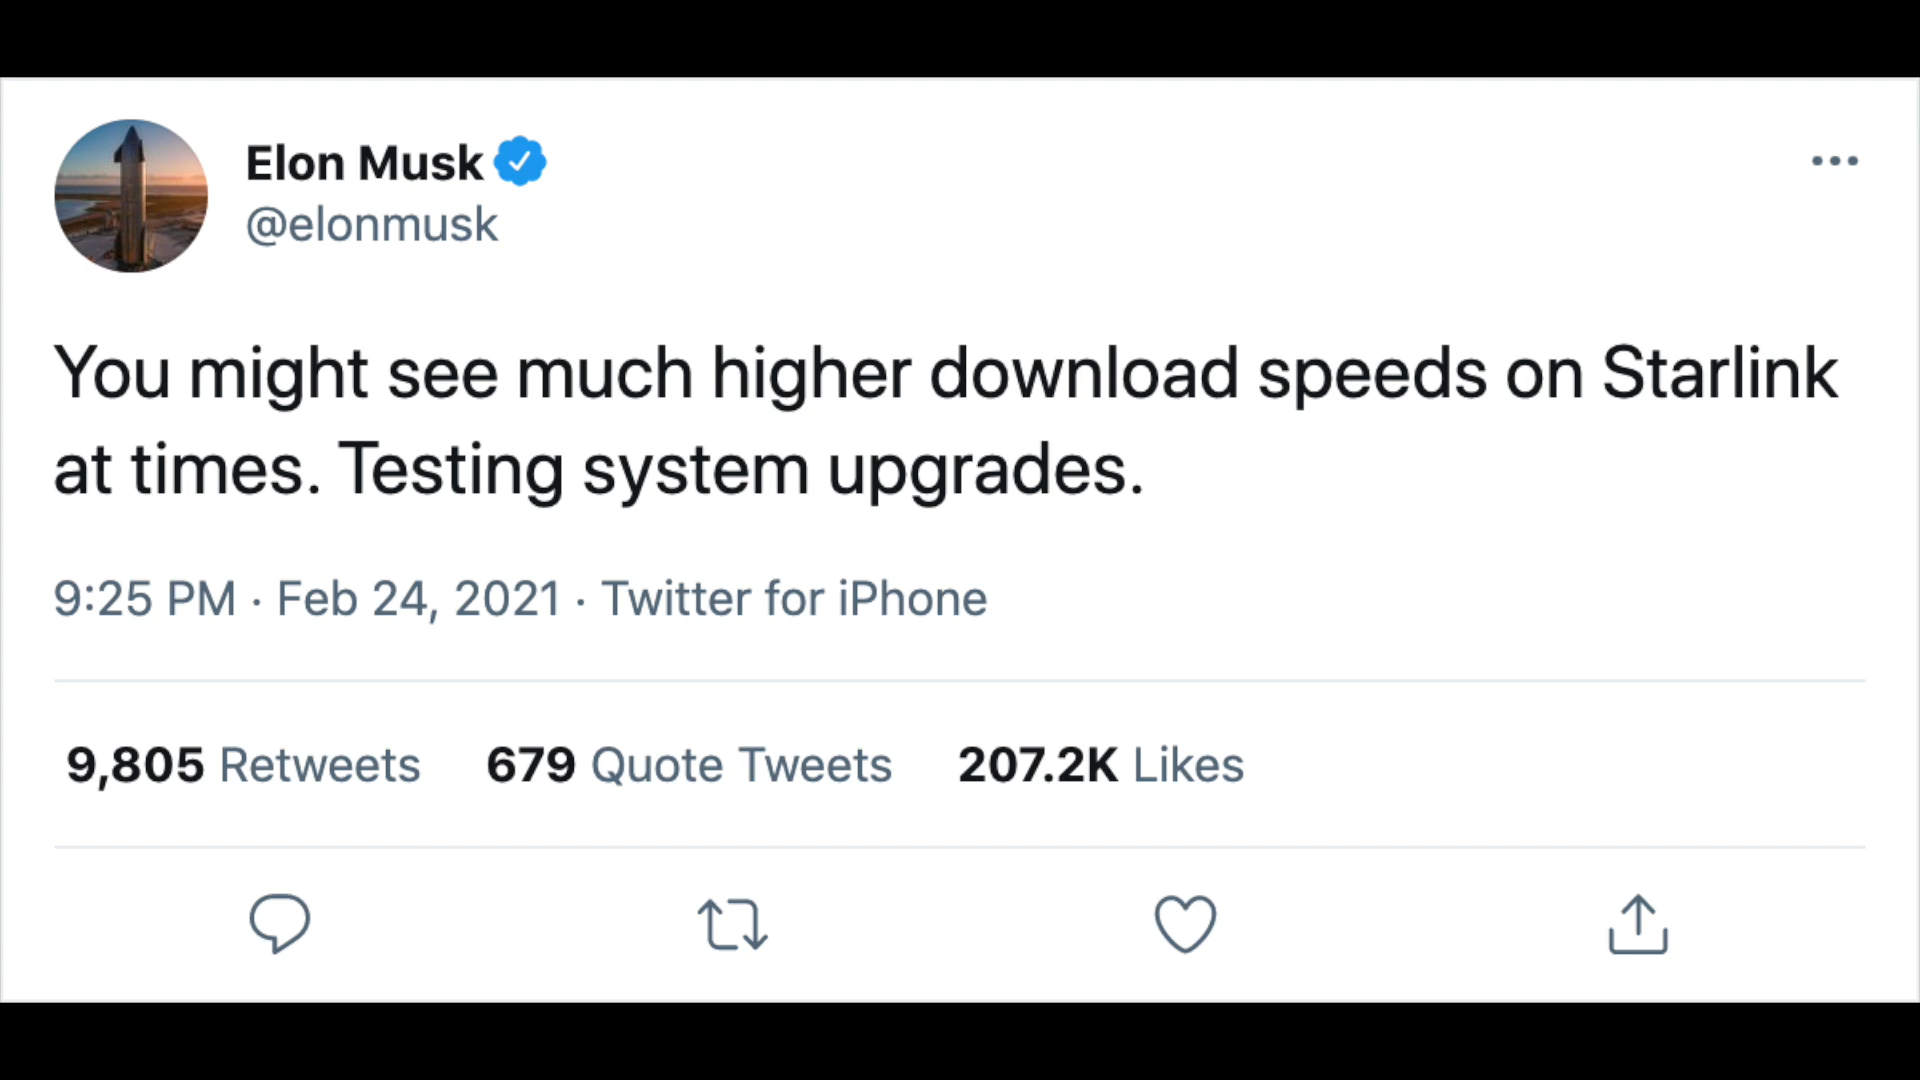 Elon Musk
@elonmusk
You might see much higher download speeds on Starlink
at times. Testing system upgrades.
9:25 PM · Feb 24, 2021 · Twitter for iPhone
9,805 Retweets 679 Quote Tweets 207.2K Likes